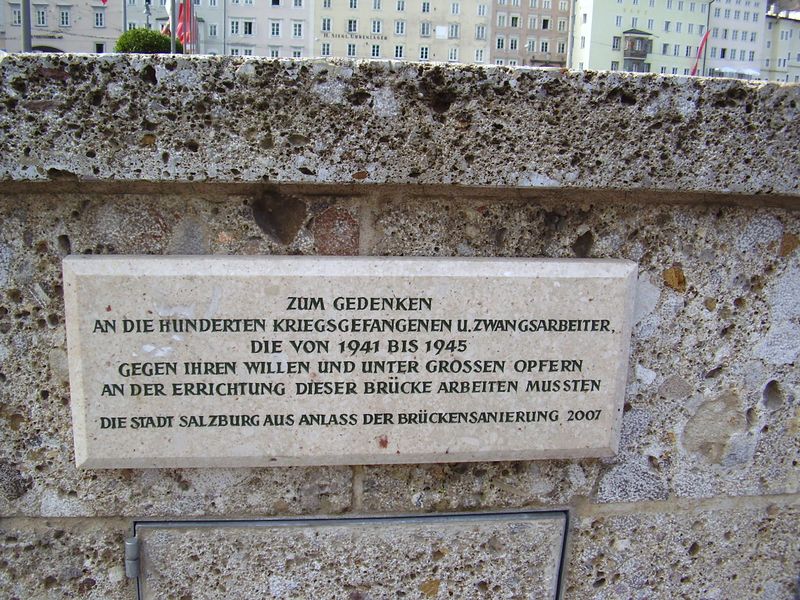 ZUM GEDENKEN
AN DIE HUNDERTEN KRIEGSGEFANGENEN U. ZWANGSARBEITER,
DIE VON 1941 BIS 1945
GEGEN IHREN WILLEN UND UNTER GROSSEN OPFERN
AN DER ERRICHTUNG DIESER BRÜCKE ARBEITEN MUSSTEN
DIE STADT SALZBURG AUS ANLASS DER BRÜCKENSANIERUNG 2007